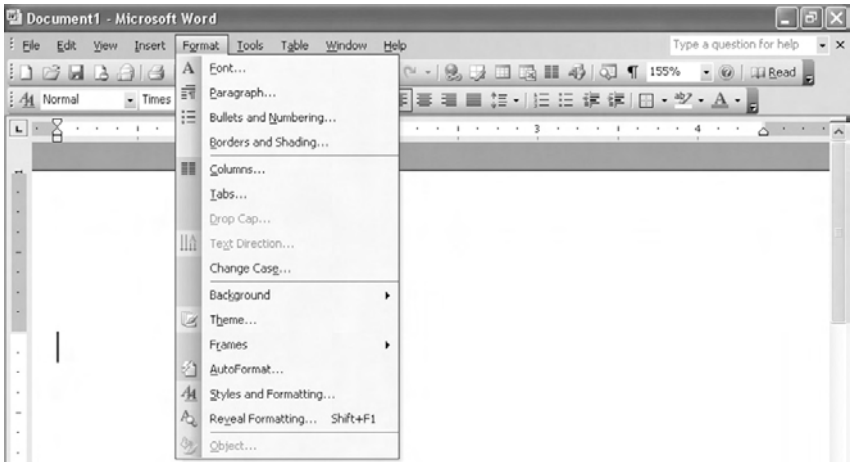 Document1 - Microsoft Word
File Edit View Insert Format Tools Table Window Help Type a question for help
155% Read
Normal Times
3 4
Font...
Paragraph...
Bullets and Numbering...
Borders and Shading...
Columns...
Tabs...
Drop Cap...
Text Direction...
Change Case...
Background
Theme...
Frames
AutoFormat...
Styles and Formatting...
Reveal Formatting... Shift+F1
Object...